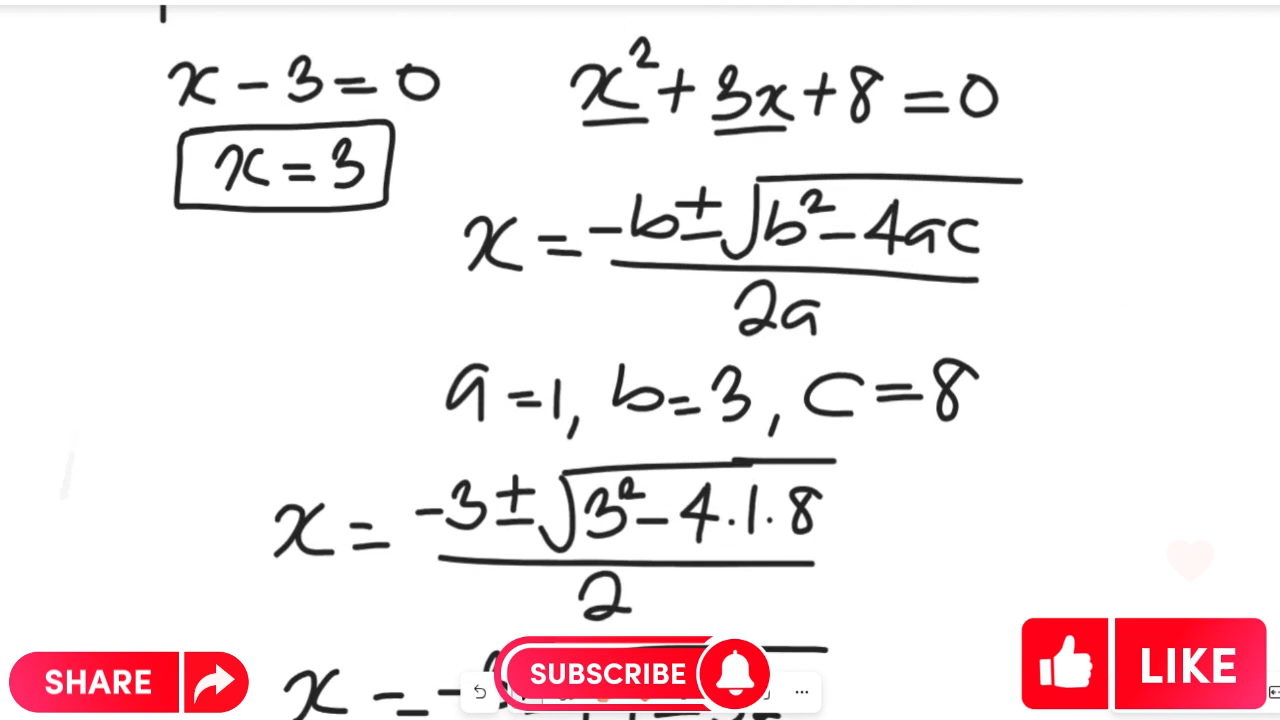 x - 3 = 0
x = 3
x² + 3x + 8 = 0
x = (-b ± √(b² - 4ac)) / 2a
a = 1, b = 3, c = 8
x = (-3 ± √(3² - 4.1.8)) / 2
x = -
SHARE
SUBSCRIBE
LIKE